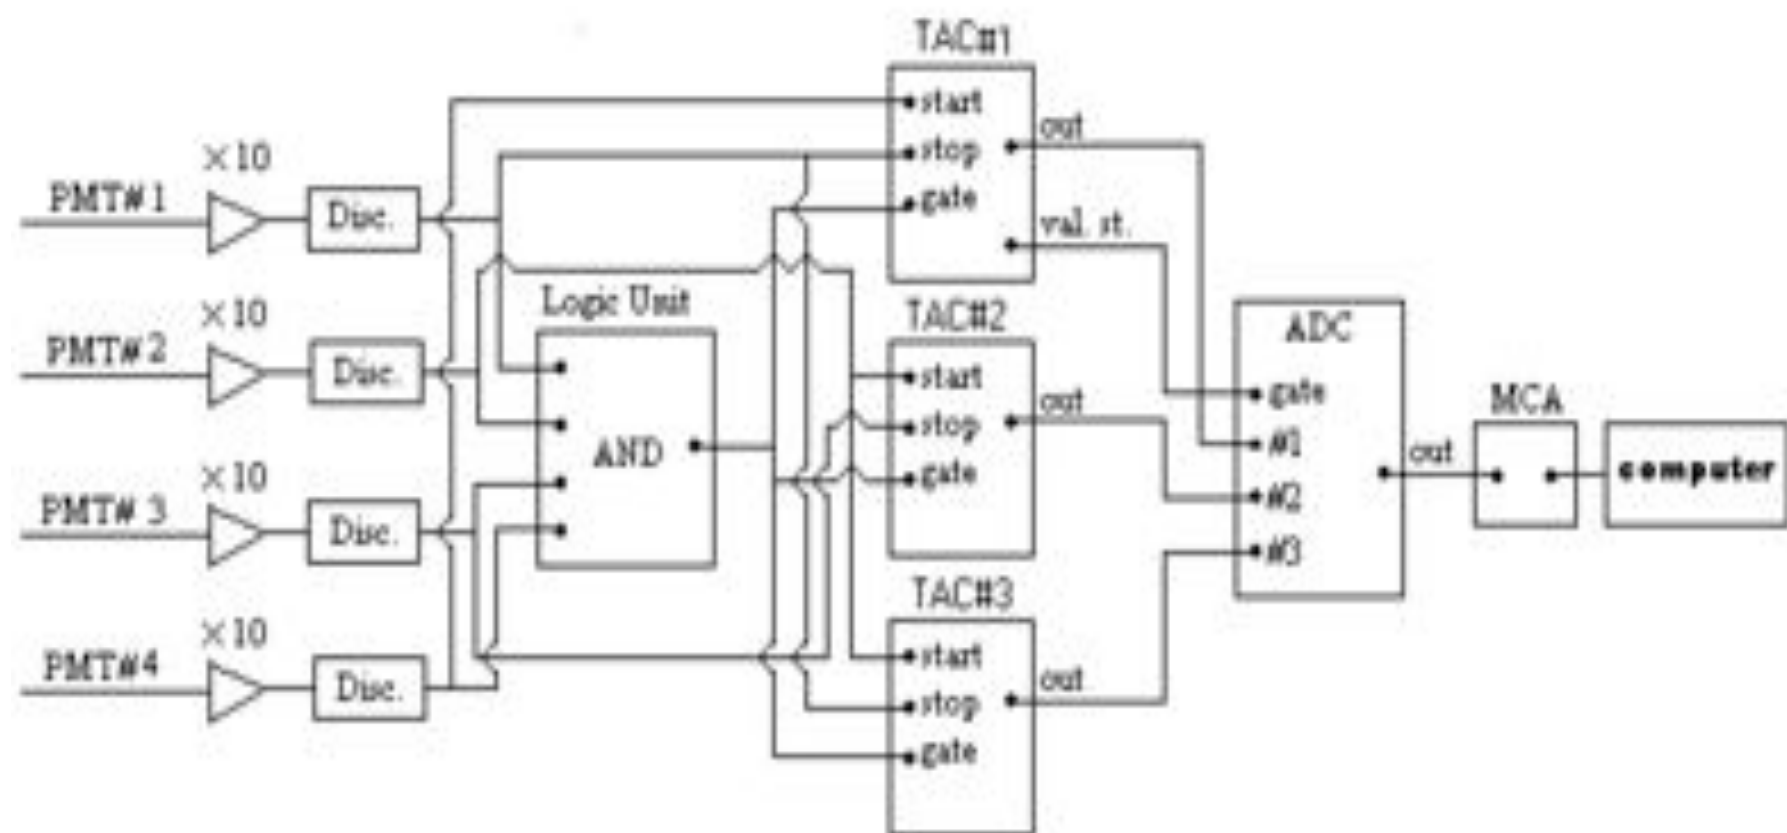 TAC#1
start
stop
gate
out
val. st.
×10
PMT#1
Disc.
×10
PMT#2
Disc.
×10
PMT# 3
Disc.
×10
PMT#4
Disc.
Logic Unit
AND
TAC#2
start
stop
gate
out
TAC#3
start
stop
gate
out
ADC
gate
#1
#2
#3
out
MCA
computer